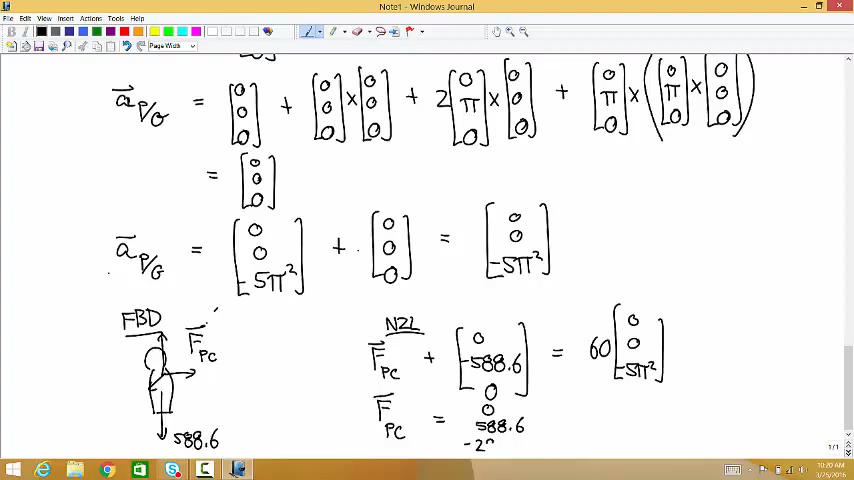 Note1 - Windows Journal
File Edit View Insert Actions Tools Help
B
Page Width
a⃗ P/O = [0 0 0] + [0 0 0] × [0 0 0] + 2 [0 π 0] × [0 0 0] + [0 π 0] × ([0 π 0] × [0 0 0])
= [0 0 0]
a⃗ P/G = [0 0 -5π²] + [0 0 0] = [0 0 -5π²]
FBD
F⃗ PC
588.6
N2L
F⃗ PC + [0 -588.6 0] = 60 [0 0 -5π²]
F⃗ PC = 0 588.6
-2
1/1
10:20 AM
3/25/2016